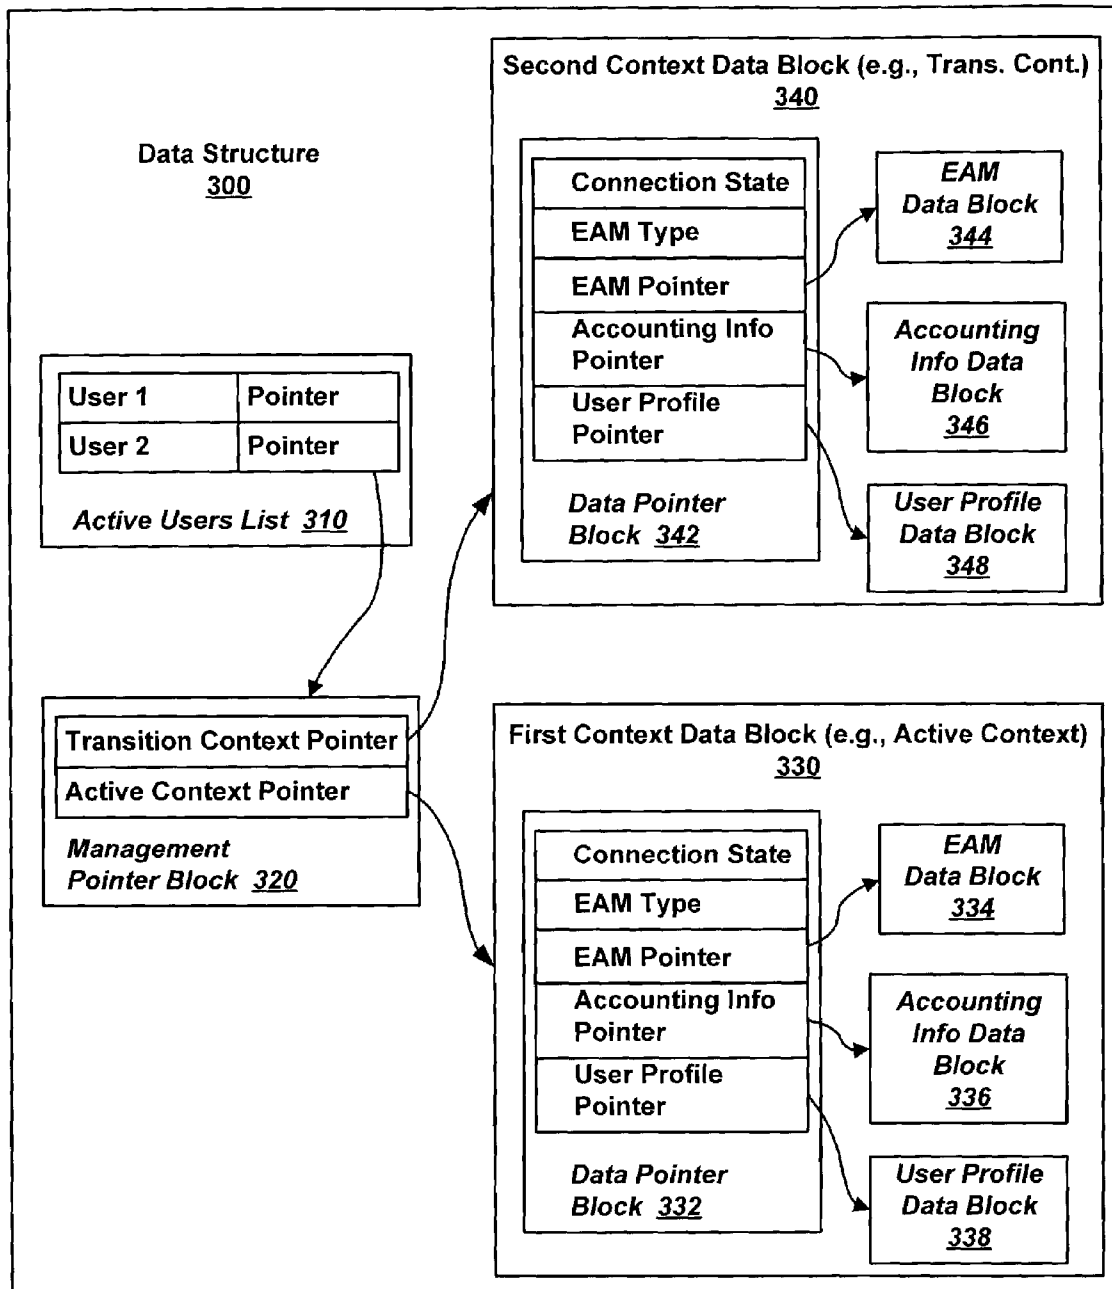 Data Structure
300
User 1 Pointer
User 2 Pointer
Active Users List 310
Transition Context Pointer
Active Context Pointer
Management
Pointer Block 320
Second Context Data Block (e.g., Trans. Cont.)
340
Connection State
EAM Type
EAM Pointer
Accounting Info
Pointer
User Profile
Pointer
Data Pointer
Block 342
EAM
Data Block
344
Accounting
Info Data
Block
346
User Profile
Data Block
348
First Context Data Block (e.g., Active Context)
330
Connection State
EAM Type
EAM Pointer
Accounting Info
Pointer
User Profile
Pointer
Data Pointer
Block 332
EAM
Data Block
334
Accounting
Info Data
Block
336
User Profile
Data Block
338